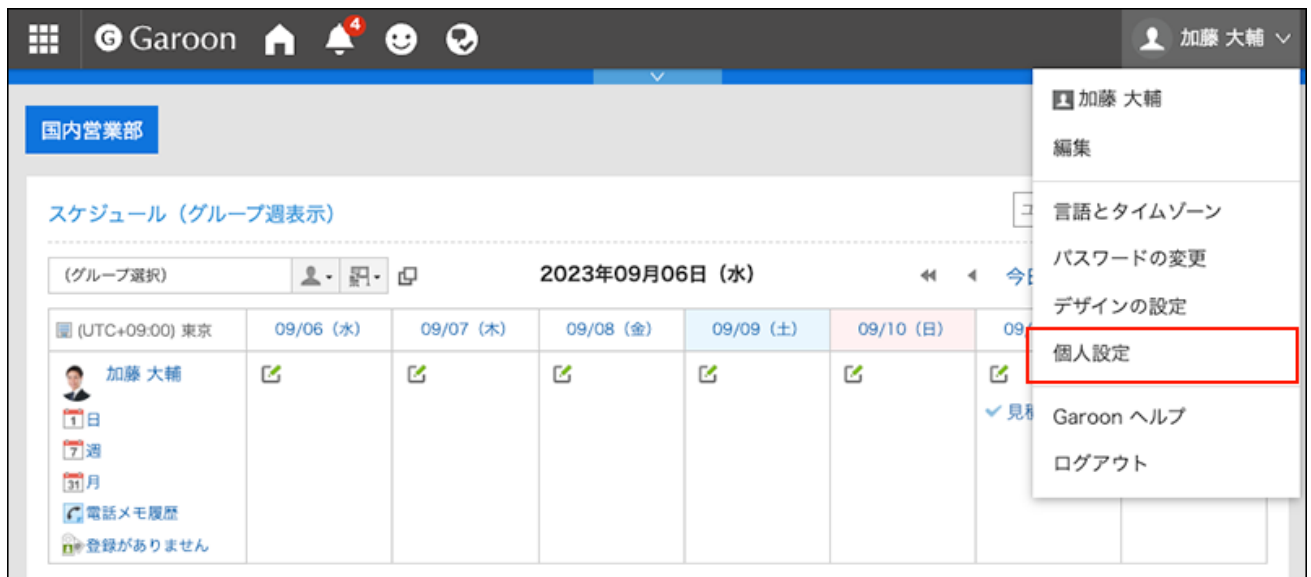 G Garoon 4 加藤 大輔
加藤 大輔
国内営業部
編集
スケジュール（グループ週表示）
言語とタイムゾーン
パスワードの変更
(グループ選択)
2023年09月06日（水）
デザインの設定
(UTC+09:00) 東京 09/06（水） 09/07（木） 09/08（金） 09/09（土） 09/10（日） 09/
個人設定
加藤 大輔
1 日
7 週
31 月
電話メモ履歴
登録がありません
Garoon ヘルプ
ログアウト